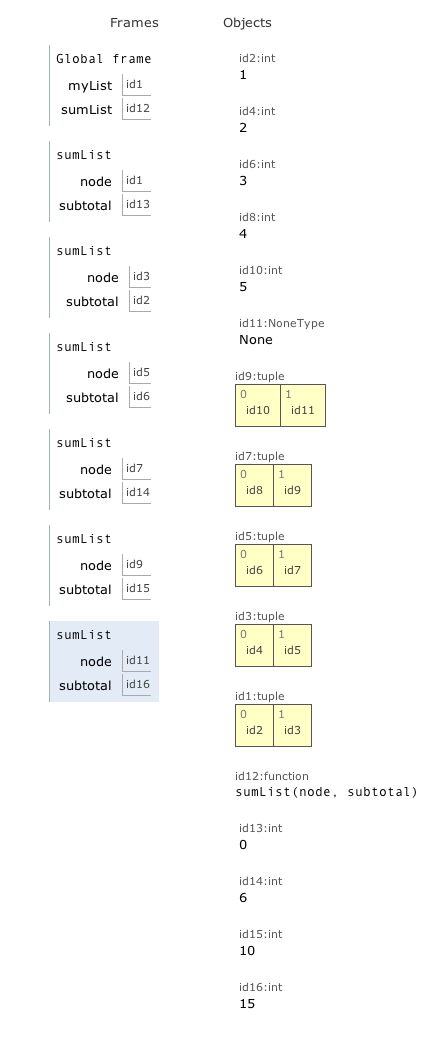 Frames
Objects
Global frame
myList id1
sumList id12
sumList
node id1
subtotal id13
sumList
node id3
subtotal id2
sumList
node id5
subtotal id6
sumList
node id7
subtotal id14
sumList
node id9
subtotal id15
sumList
node id11
subtotal id16
id2:int
1
id4:int
2
id6:int
3
id8:int
4
id10:int
5
id11:NoneType
None
id9:tuple
0 1
id10 id11
id7:tuple
0 1
id8 id9
id5:tuple
0 1
id6 id7
id3:tuple
0 1
id4 id5
id1:tuple
0 1
id2 id3
id12:function
sumList(node, subtotal)
id13:int
0
id14:int
6
id15:int
10
id16:int
15